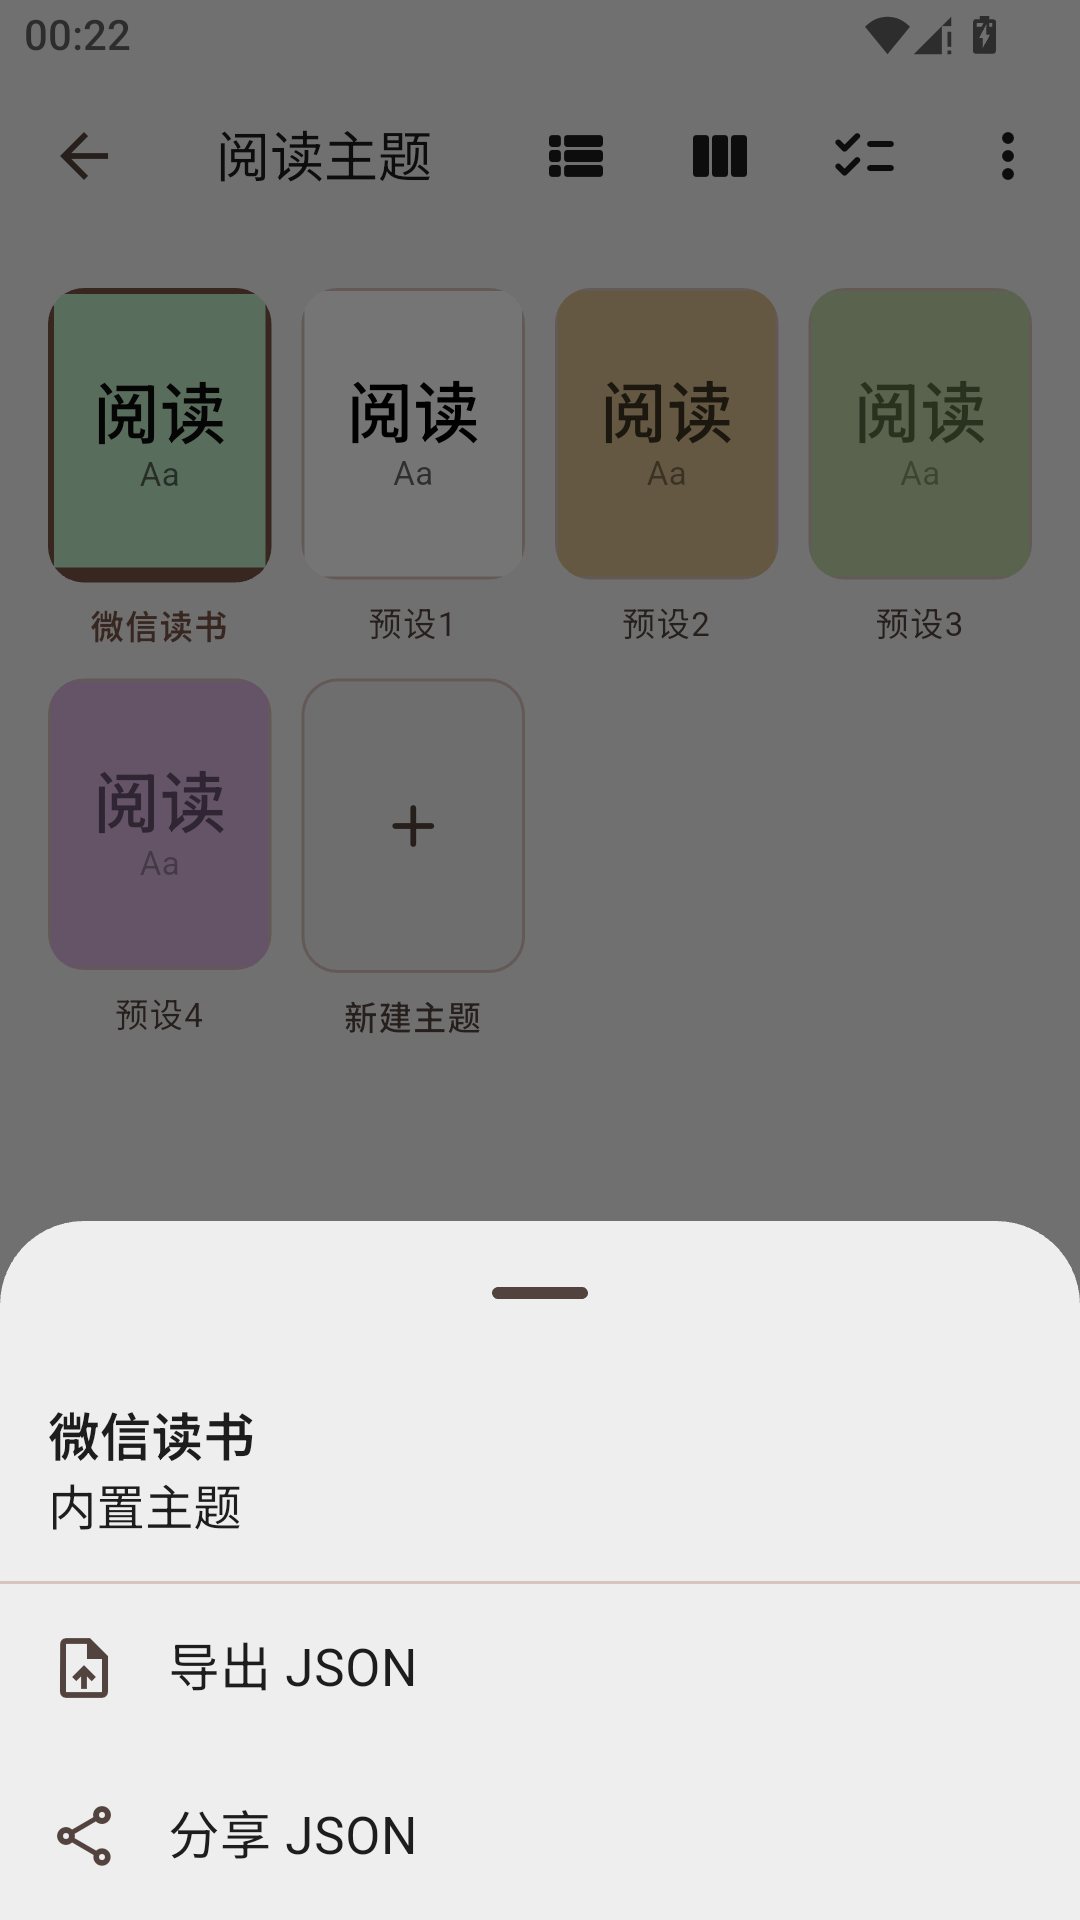 00:22
阅读主题
阅读 阅读 阅读 阅读
Aa Aa Aa Aa
微信读书 预设1 预设2 预设3
阅读
Aa
预设4 新建主题
微信读书
内置主题
导出 JSON
分享 JSON